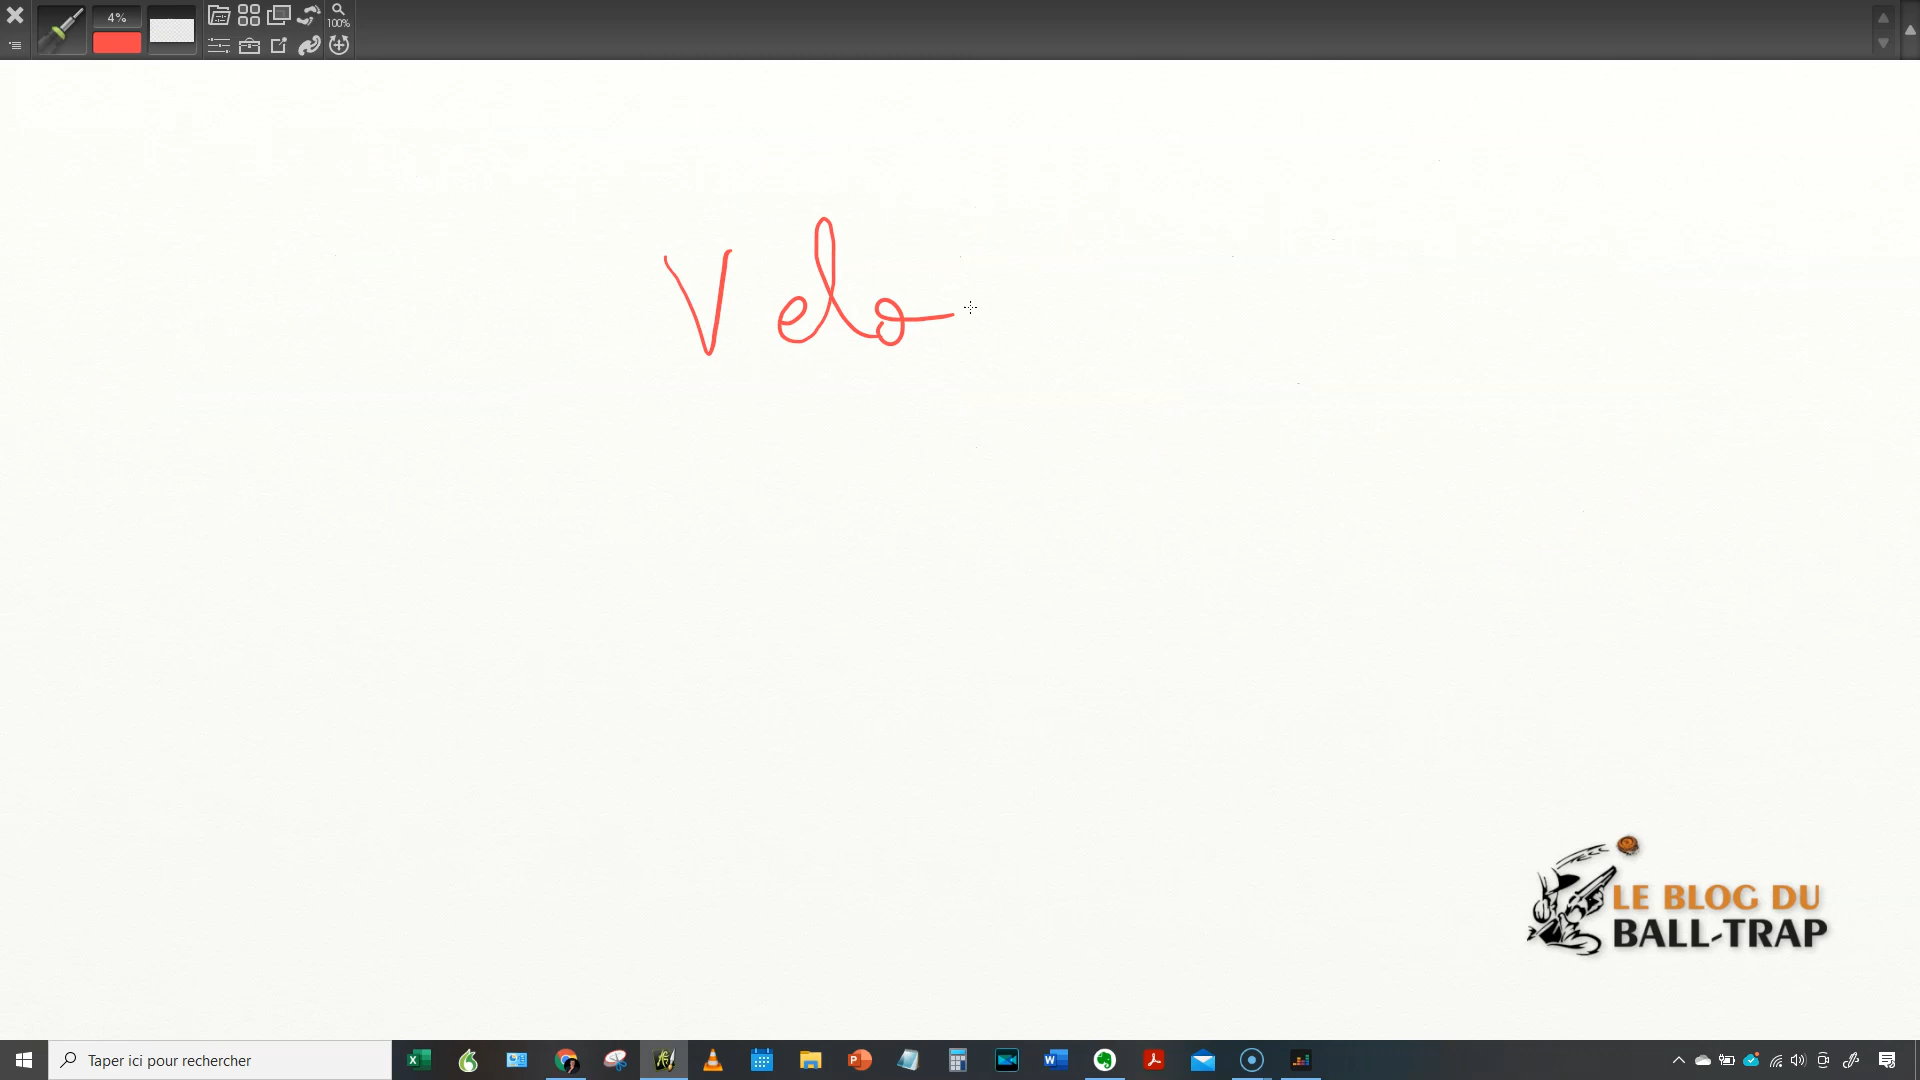 4%
100%
Velo
LE BLOG DU
BALL-TRAP
Taper ici pour rechercher